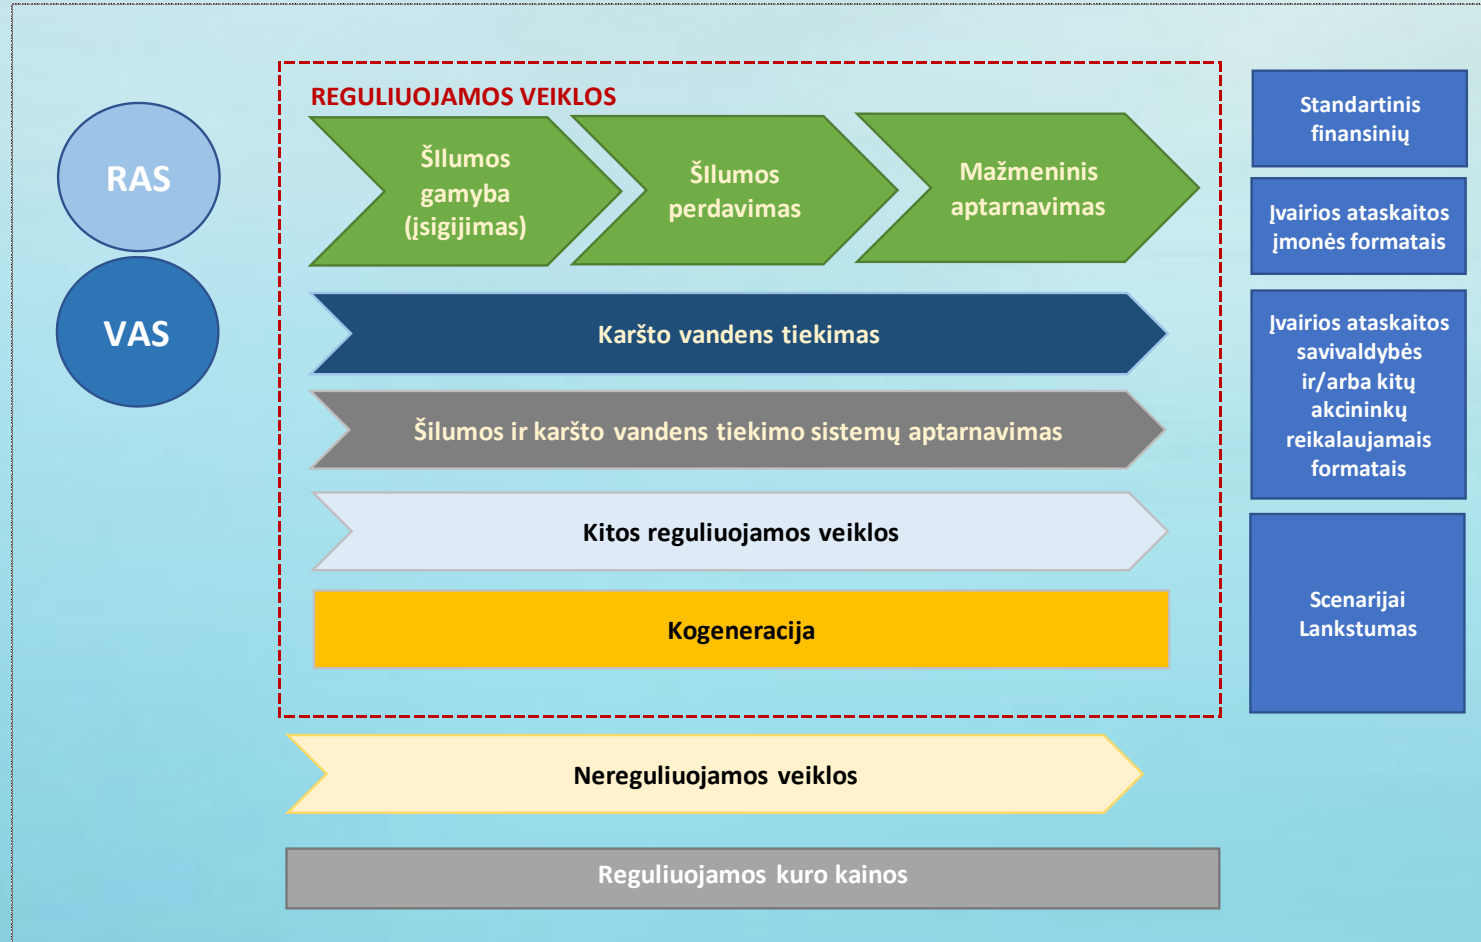 RAS
VAS
REGULIUOJAMOS VEIKLOS
ŠIlumos
gamyba
(įsigijimas)
ŠIlumos
perdavimas
Mažmeninis
aptarnavimas
Karšto vandens tiekimas
Šilumos ir karšto vandens tiekimo sistemų aptarnavimas
Kitos reguliuojamos veiklos
Kogeneracija
Nereguliuojamos veiklos
Reguliuojamos kuro kainos
Standartinis
finansinių
Įvairios ataskaitos
įmonės formatais
Įvairios ataskaitos
savivaldybės
ir/arba kitų
akcininkų
reikalaujamais
formatais
Scenarijai
Lankstumas